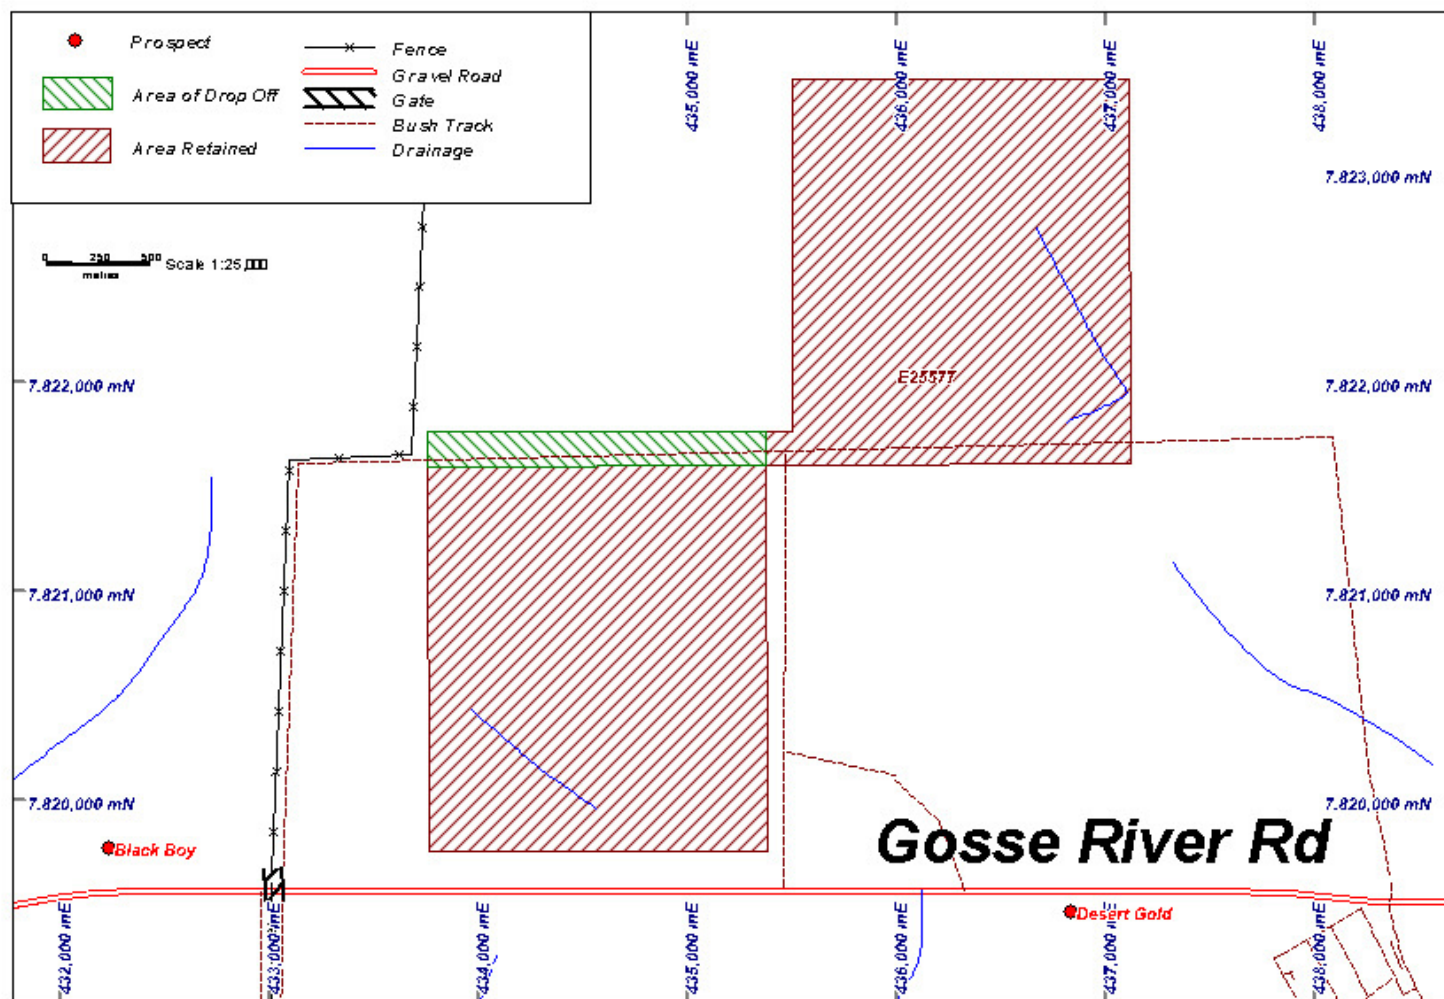 Prospect
Area of Drop Off
Area Retained
Fence
Gravel Road
Gate
Bush Track
Drainage
435,000 mE
436,000 mE
437,000 mE
438,000 mE
7.823,000 mN
0 250 500
metres
Scale 1:25,000
7.822,000 mN
E25577
7.822,000 mN
7.821,000 mN
7.821,000 mN
7.820,000 mN
7.820,000 mN
Black Boy
Gosse River Rd
Desert Gold
432,000 mE
433,000 mE
434,000 mE
435,000 mE
436,000 mE
437,000 mE
438,000 mE